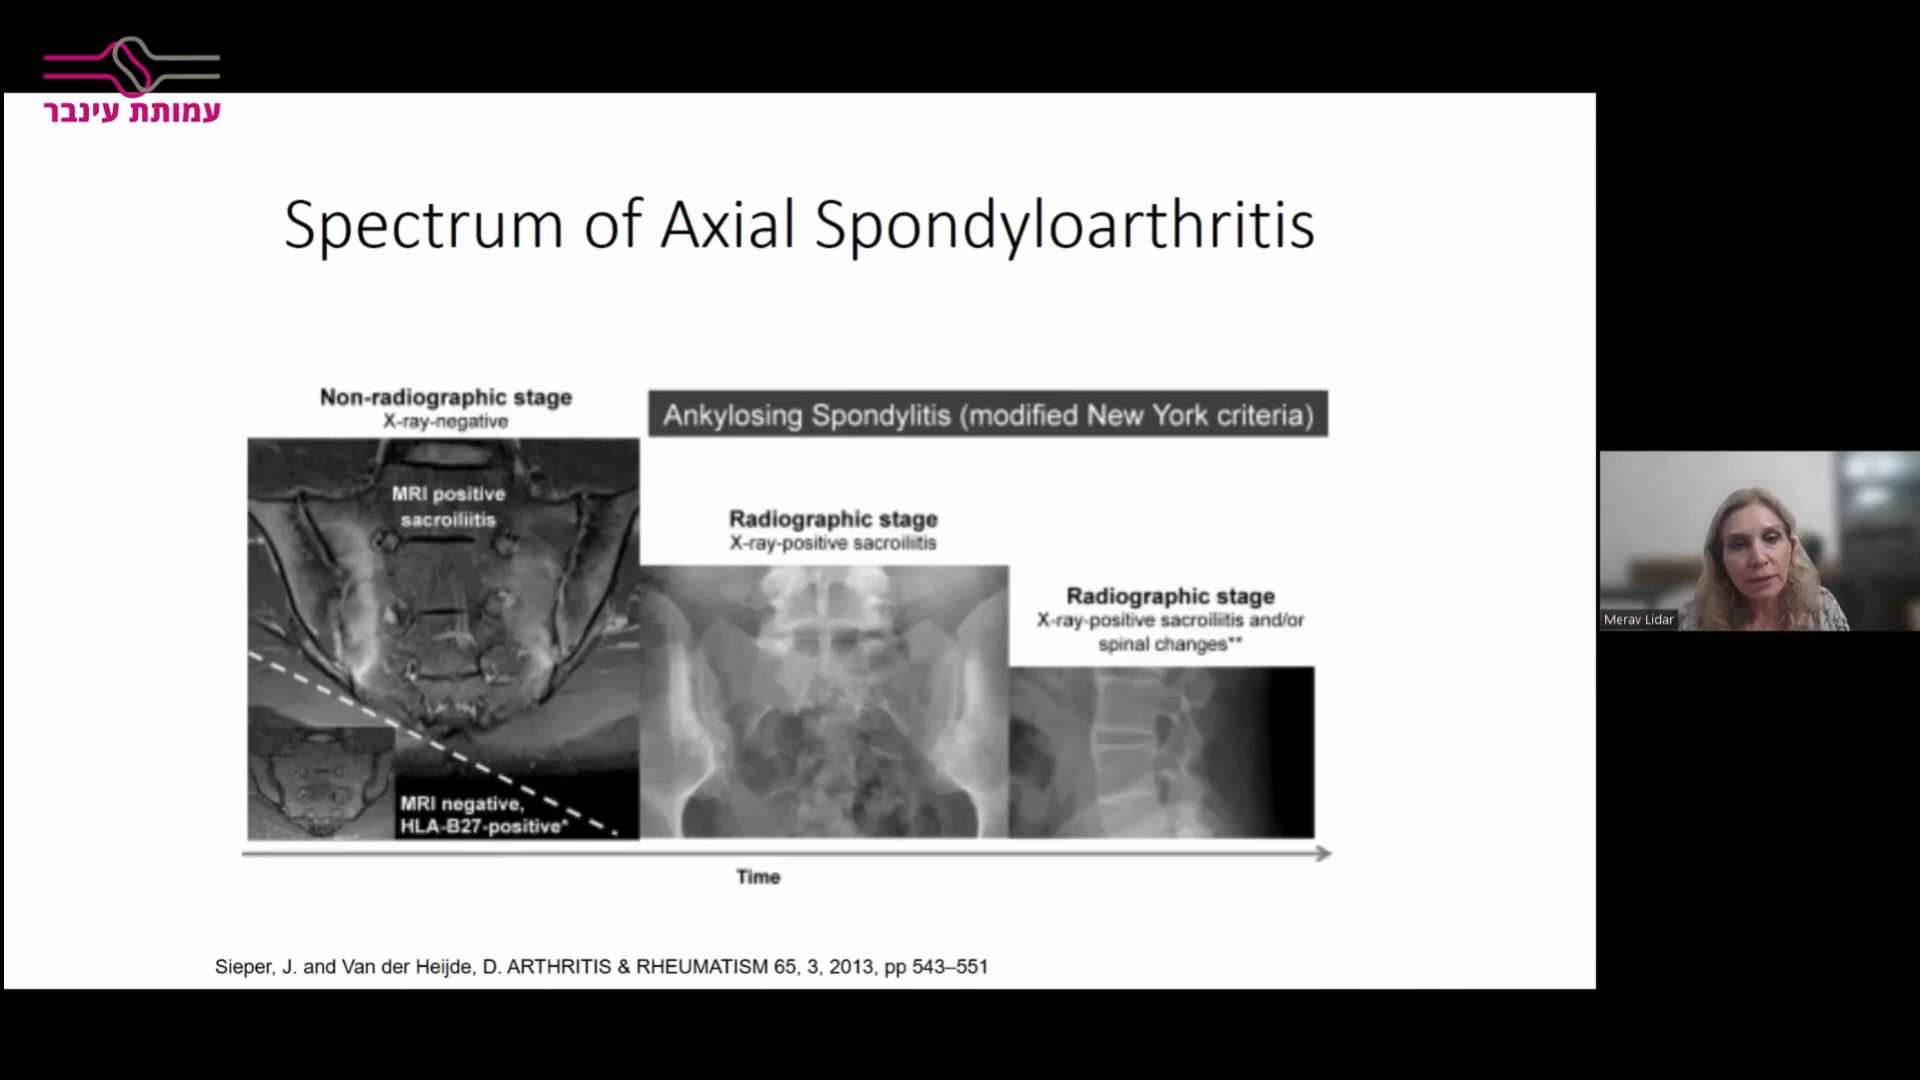 עמותת עינבר
Spectrum of Axial Spondyloarthritis
Non-radiographic stage
X-ray-negative
Ankylosing Spondylitis (modified New York criteria)
MRI positive
sacroiliitis
Radiographic stage
X-ray-positive sacroiliitis
Radiographic stage
X-ray-positive sacroiliitis and/or
spinal changes**
MRI negative,
HLA-B27-positive*
Time
Sieper, J. and Van der Heijde, D. ARTHRITIS & RHEUMATISM 65, 3, 2013, pp 543–551
Merav Lidar